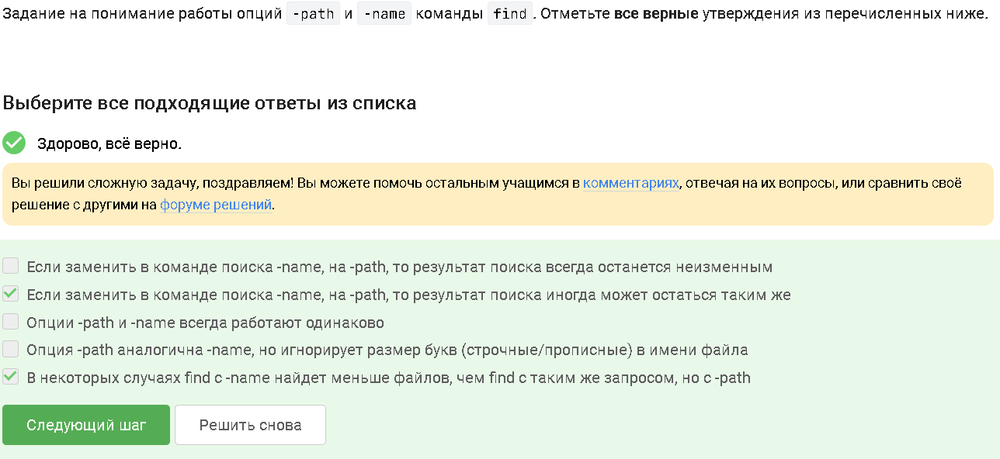 Задание на понимание работы опций -path и -name команды find. Отметьте все верные утверждения из перечисленных ниже.
Выберите все подходящие ответы из списка
Здорово, всё верно.
Вы решили сложную задачу, поздравляем! Вы можете помочь остальным учащимся в комментариях, отвечая на их вопросы, или сравнить своё
решение с другими на форуме решений.
Если заменить в команде поиска -name, на -path, то результат поиска всегда останется неизменным
Если заменить в команде поиска -name, на -path, то результат поиска иногда может остаться таким же
Опции -path и -name всегда работают одинаково
Опция -path аналогична -name, но игнорирует размер букв (строчные/прописные) в имени файла
В некоторых случаях find с -name найдет меньше файлов, чем find с таким же запросом, но с -path
Следующий шаг
Решить снова